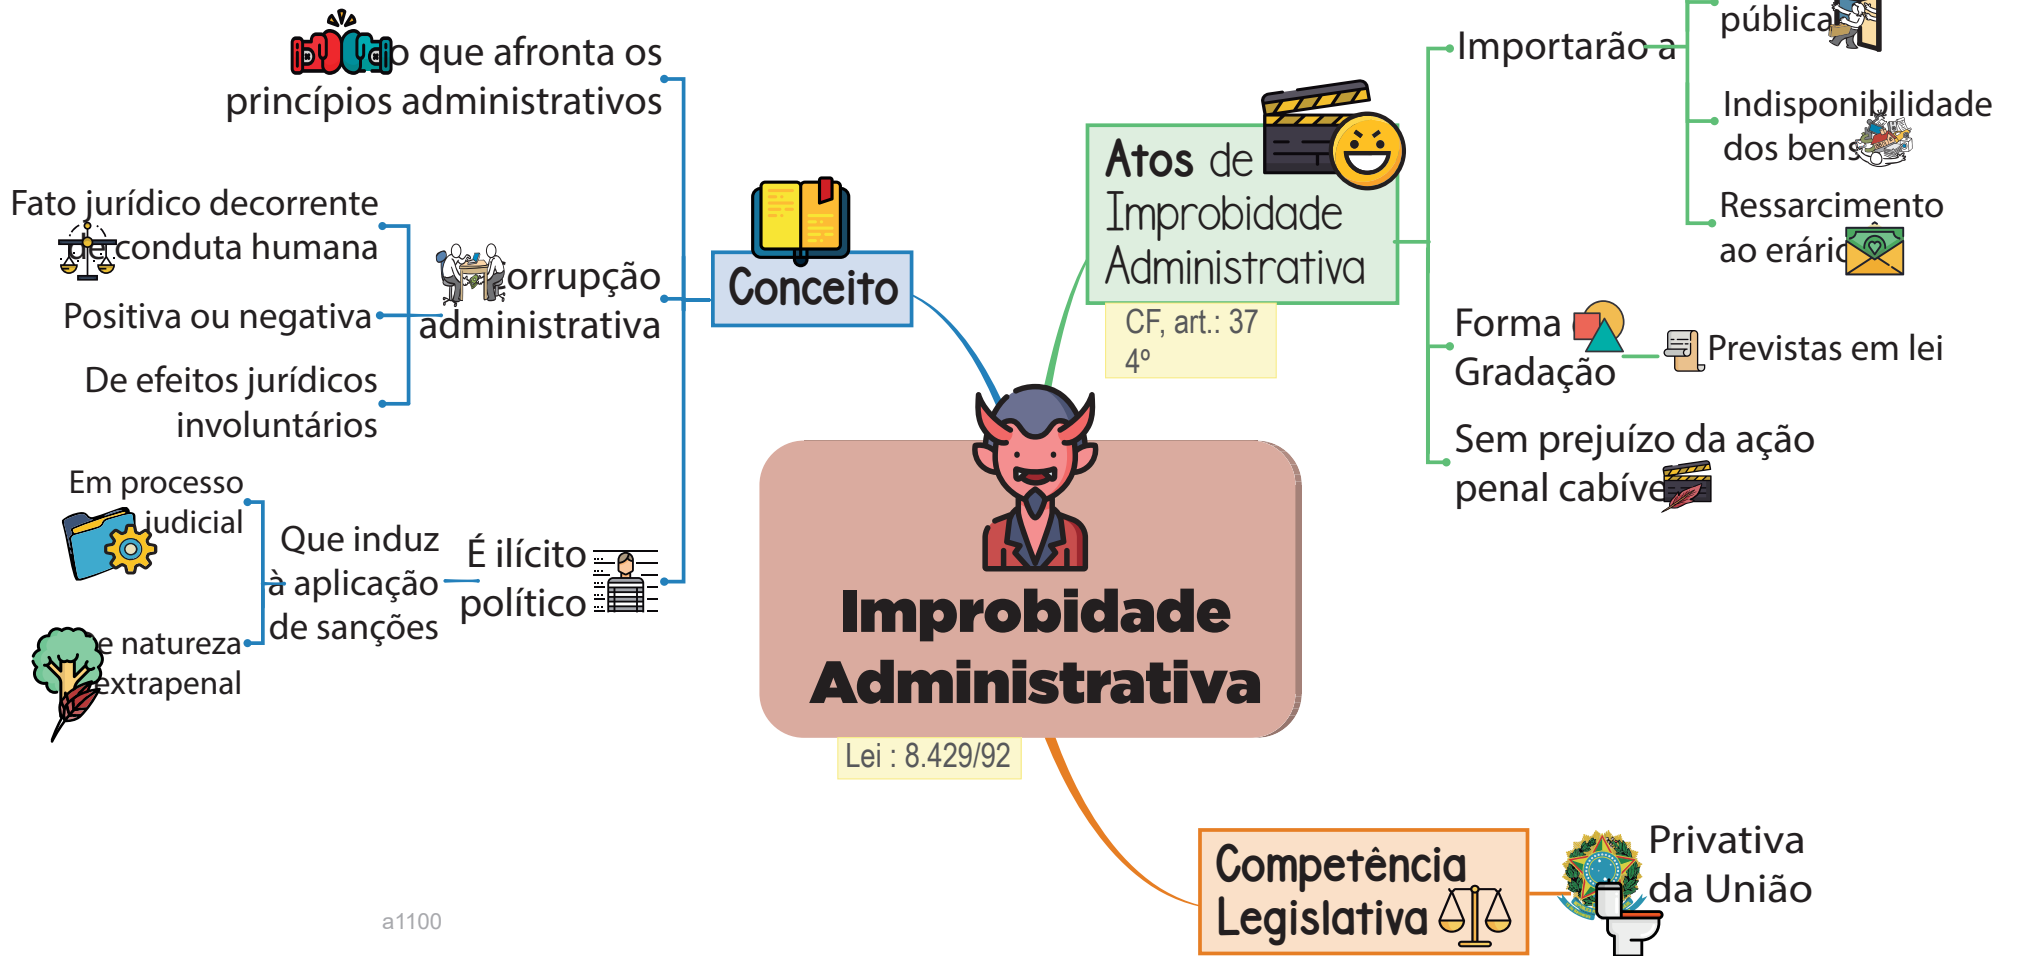 o que afronta os
princípios administrativos
Fato jurídico decorrente
de conduta humana
Positiva ou negativa
De efeitos jurídicos
involuntários
orrupção
administrativa
Conceito
Em processo
judicial
e natureza
extrapenal
Que induz
à aplicação
de sanções
É ilícito
político
Atos de
Improbidade
Administrativa
CF, art.: 37
4º
Importarão a
pública
Indisponibilidade
dos bens
Ressarcimento
ao erário
Forma
Gradação
Previstas em lei
Sem prejuízo da ação
penal cabíve
Improbidade
Administrativa
Lei : 8.429/92
Competência
Legislativa
Privativa
da União
a1100